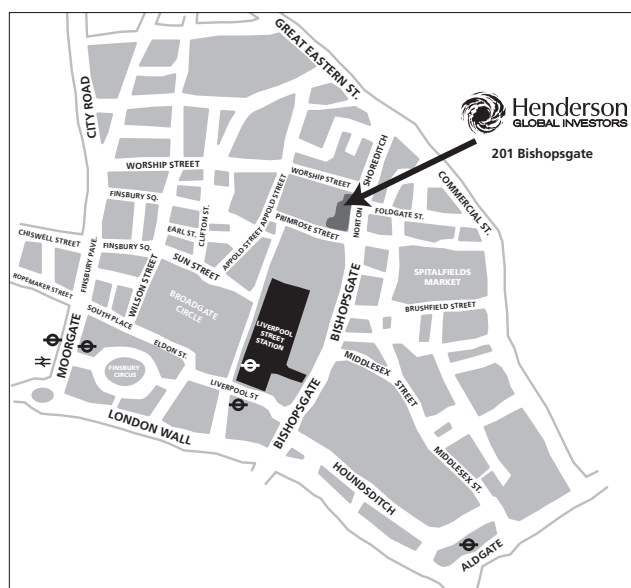 GREAT EASTERN ST.
CITY ROAD
Henderson
GLOBAL INVESTORS
201 Bishopsgate
SHOREDITCH
COMMERCIAL ST.
WORSHIP STREET
WORSHIP STREET
FINSBURY SQ.
APPOLD STREET
NORTON
FOLDGATE ST.
PRIMROSE STREET
CLIFTON ST.
EARL ST.
CHISWELL STREET
FINSBURY PAVE.
FINSBURY SQ.
SUN STREET
APPOLD STREET
WILSON STREET
ROPEMAKER STREET
SPITALFIELDS
MARKET
BISHOPSGATE
BRUSHFIELD STREET
BROADGATE
CIRCLE
SOUTH PLACE
LIVERPOOL
STREET
STATION
MOORGATE
ELDON ST.
FINSBURY
CIRCUS
LIVERPOOL ST
MIDDLESEX
STREET
LONDON WALL
BISHOPSGATE
MIDDLESEX ST.
HOUNDSDITCH
ALDGATE